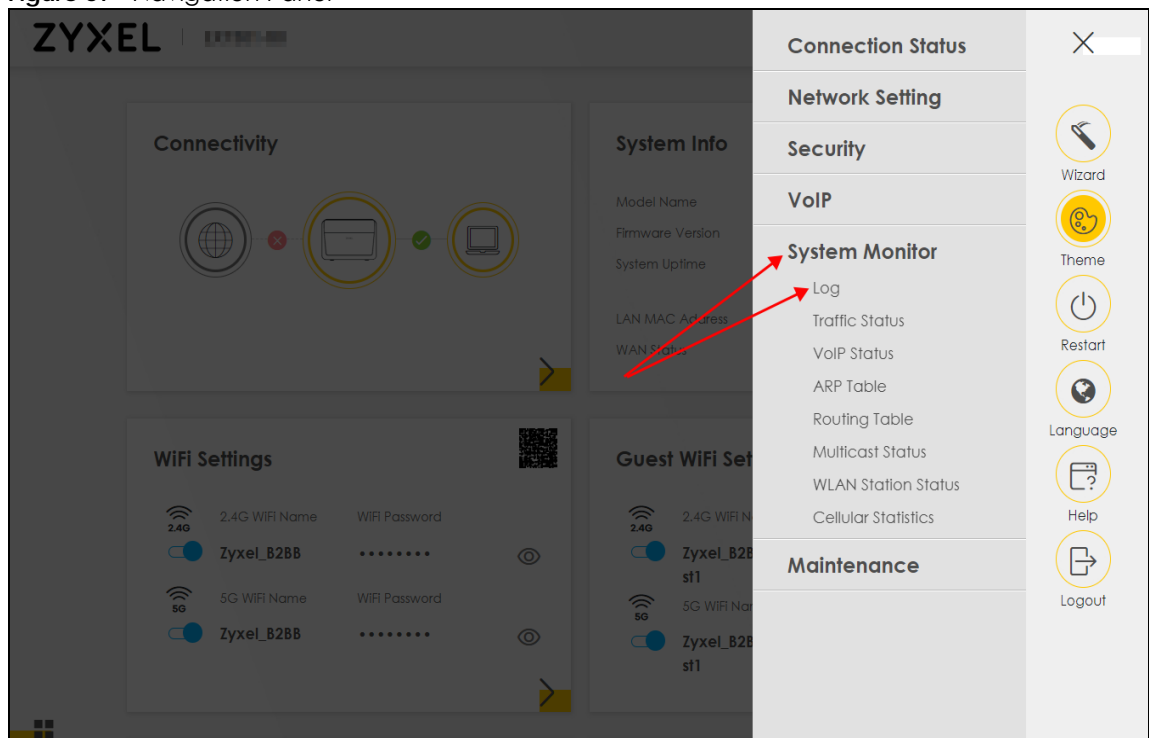 Navigation Panel
ZYXEL
Connection Status
Network Setting
Security
VoIP
System Monitor
Log
Traffic Status
VoIP Status
ARP Table
Routing Table
Multicast Status
WLAN Station Status
Cellular Statistics
Maintenance
Wizard
Theme
Restart
Language
Help
Logout
Connectivity
System Info
Model Name
Firmware Version
System Uptime
LAN MAC Address
WAN Status
WiFi Settings
2.4G
2.4G WiFi Name WiFi Password
Zyxel_B2BB ••••••••
5G
5G WiFi Name WiFi Password
Zyxel_B2BB ••••••••
Guest WiFi Set
2.4G
2.4G WiFi N
Zyxel_B2B
st1
5G
5G WiFi Nar
Zyxel_B2B
st1